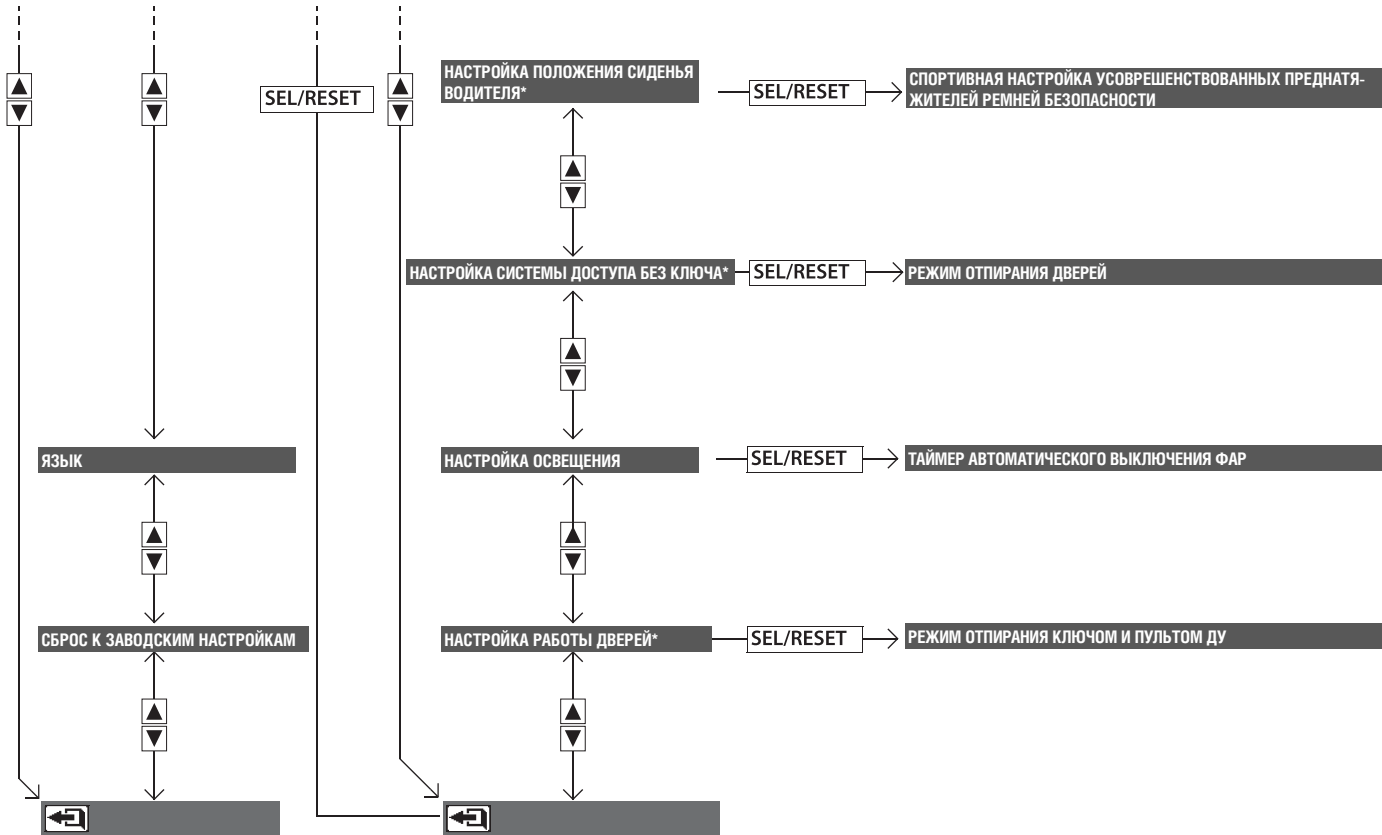 SEL/RESET
НАСТРОЙКА ПОЛОЖЕНИЯ СИДЕНЬЯ
ВОДИТЕЛЯ*
SEL/RESET
СПОРТИВНАЯ НАСТРОЙКА УСОВРЕШЕНСТВОВАННЫХ ПРЕДНАТЯ-
ЖИТЕЛЕЙ РЕМНЕЙ БЕЗОПАСНОСТИ
НАСТРОЙКА СИСТЕМЫ ДОСТУПА БЕЗ КЛЮЧА*
SEL/RESET
РЕЖИМ ОТПИРАНИЯ ДВЕРЕЙ
ЯЗЫК
НАСТРОЙКА ОСВЕЩЕНИЯ
SEL/RESET
ТАЙМЕР АВТОМАТИЧЕСКОГО ВЫКЛЮЧЕНИЯ ФАР
СБРОС К ЗАВОДСКИМ НАСТРОЙКАМ
НАСТРОЙКА РАБОТЫ ДВЕРЕЙ*
SEL/RESET
РЕЖИМ ОТПИРАНИЯ КЛЮЧОМ И ПУЛЬТОМ ДУ